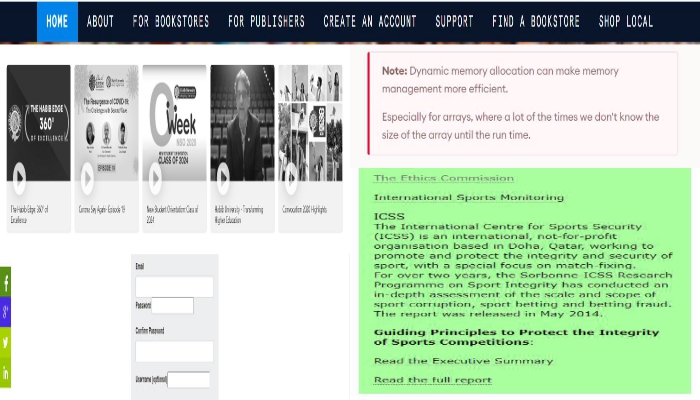 HOME ABOUT FOR BOOKSTORES FOR PUBLISHERS CREATE AN ACCOUNT SUPPORT FIND A BOOKSTORE SHOP LOCAL
THE HABIB EDGE
360°
OF EXCELLENCE
The Resurgence of COVID-19:
The Challenge with Second Wave
EPISODE 19
Week
NSO 2020
CLASS OF 2024
The Habib Edge 360° of
Excellence
Corona Say Agahi- Episode 19
New Student Orientation: Class of
2024
Habib University - Transforming
Higher Education
Convocation 2020 Highlights
Email
Password
Confirm Password
Username (optional)
f
g+
in
Note: Dynamic memory allocation can make memory
management more efficient.
Especially for arrays, where a lot of the times we don't know the
size of the array until the run time.
The Ethics Commission
International Sports Monitoring
ICSS
The International Centre for Sports Security
(ICSS) is an international, not-for-profit
organisation based in Doha, Qatar, working to
promote and protect the integrity and security of
sport, with a special focus on match-fixing.
For over two years, the Sorbonne-ICSS Research
Programme on Sport Integrity has conducted an
in-depth assessment of the scale and scope of
sport corruption, sport betting and betting fraud.
The report was released in May 2014.
Guiding Principles to Protect the Integrity
of Sports Competitions:
Read the Executive Summary
Read the full report